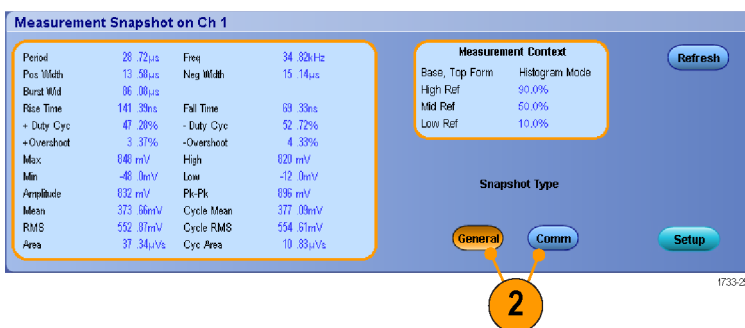 Measurement Snapshot on Ch 1
Period 28 .72µs Freq 34 .82kHz
Pos Width 13 .58µs Neg Width 15 .14µs
Burst Wid 86 .00µs
Rise Time 141 .39ns Fall Time 69 .33ns
+ Duty Cyc 47 .28% - Duty Cyc 52 .72%
+Overshoot 3 .37% -Overshoot 4 .33%
Max 848 mV High 820 mV
Min -48 .0mV Low -12 .0mV
Amplitude 832 mV Pk-Pk 896 mV
Mean 373 .66mV Cycle Mean 377 .09mV
RMS 552 .87mV Cycle RMS 554 .61mV
Area 37 .34µVs Cyc Area 10 .83µVs
Measurement Context
Base, Top Form Histogram Mode
High Ref 90.0%
Mid Ref 50.0%
Low Ref 10.0%
Refresh
Snapshot Type
General Comm Setup
2